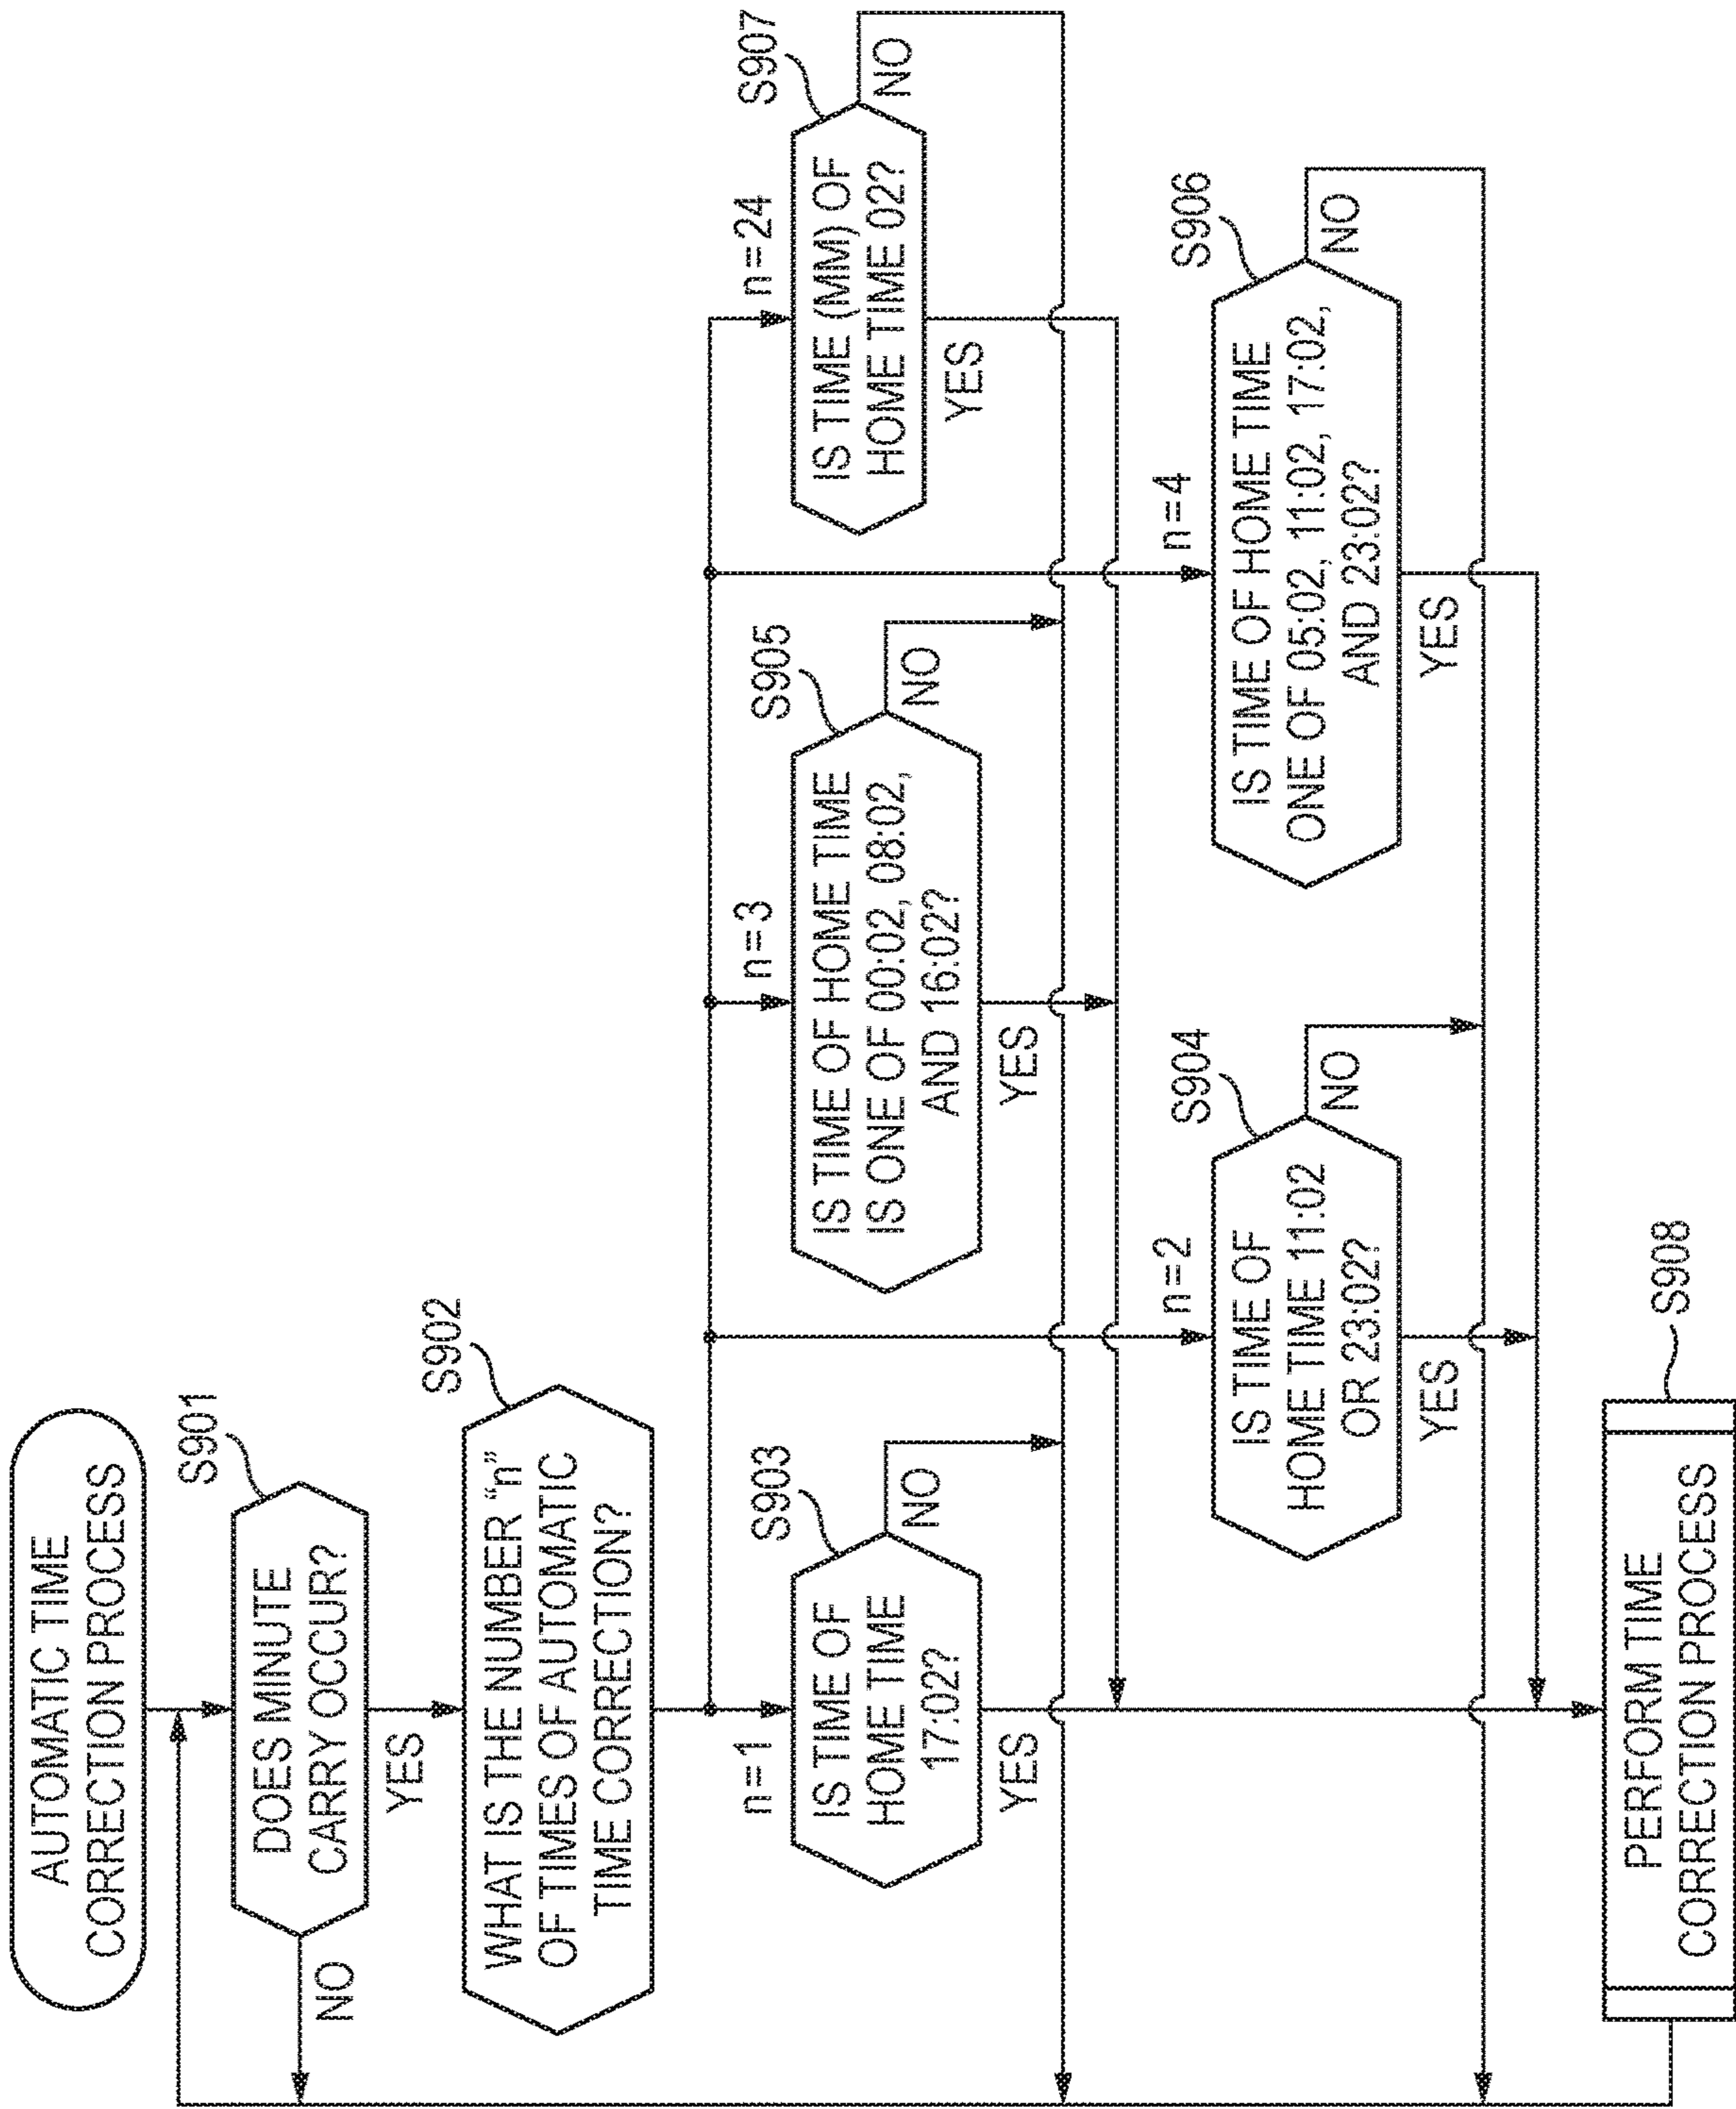 AUTOMATIC TIME
CORRECTION PROCESS
S901
DOES MINUTE
CARRY OCCUR?
NO
YES
S902
WHAT IS THE NUMBER “n”
OF TIMES OF AUTOMATIC
TIME CORRECTION?
n=1
S903
IS TIME OF
HOME TIME
17:02?
NO
YES
n=3
S905
IS TIME OF HOME TIME
IS ONE OF 00:02, 08:02,
AND 16:02?
NO
YES
n=24
S907
IS TIME (MM) OF
HOME TIME 02?
NO
YES
n=2
S904
IS TIME OF
HOME TIME 11:02
OR 23:02?
NO
YES
n=4
S906
IS TIME OF HOME TIME
ONE OF 05:02, 11:02, 17:02,
AND 23:02?
NO
YES
S908
PERFORM TIME
CORRECTION PROCESS